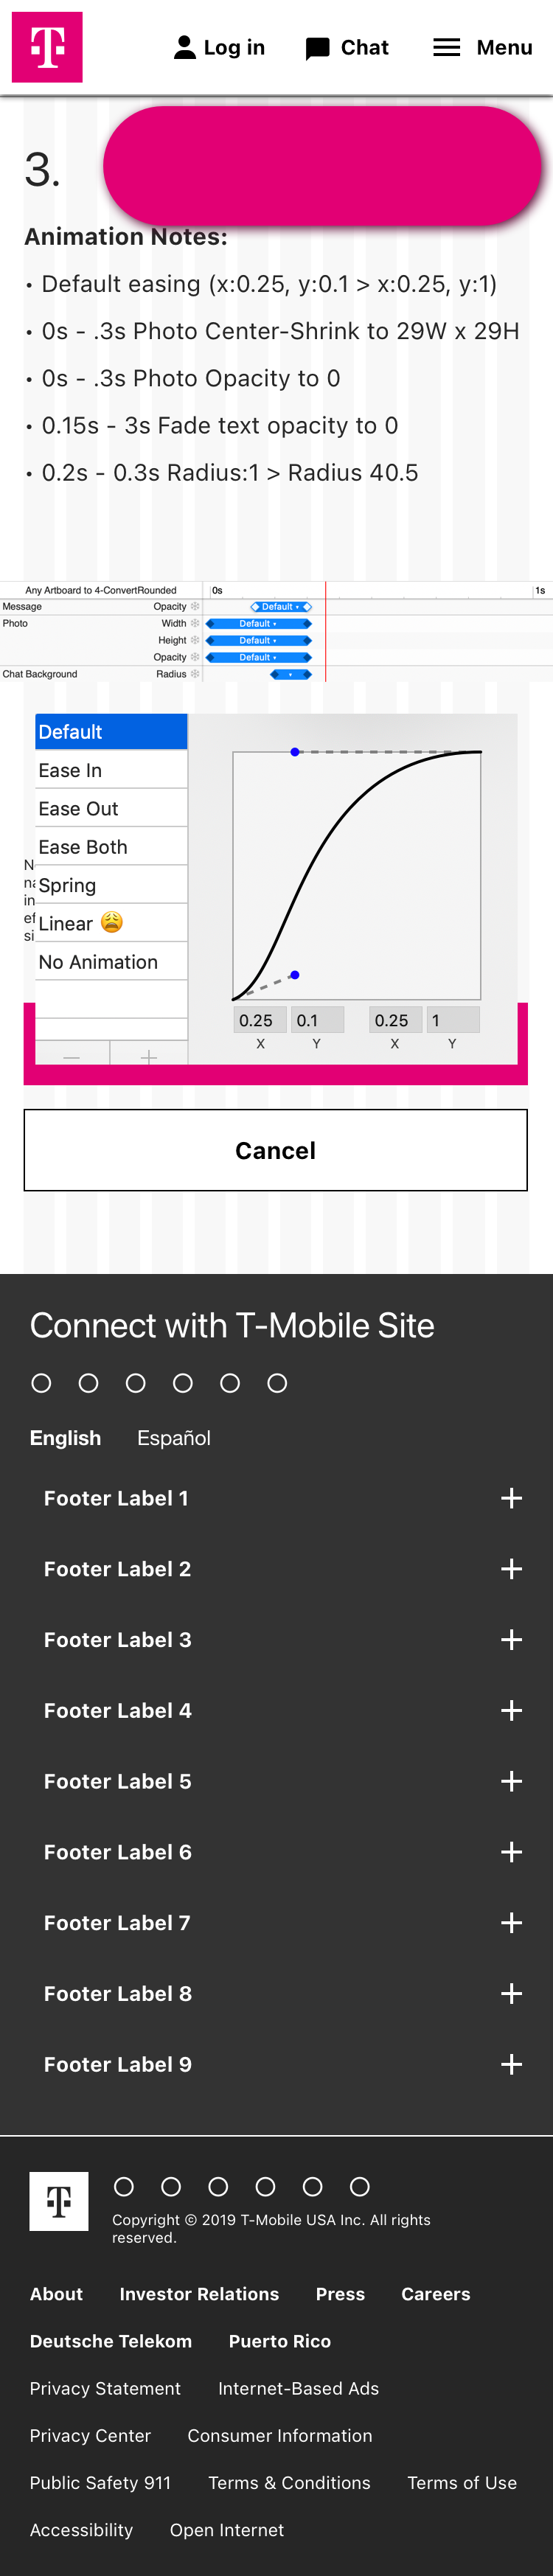 T
Log in
Chat
Menu
3.
Animation Notes:
• Default easing (x:0.25, y:0.1 > x:0.25, y:1)
• 0s - .3s Photo Center-Shrink to 29W x 29H
• 0s - .3s Photo Opacity to 0
• 0.15s - 3s Fade text opacity to 0
• 0.2s - 0.3s Radius:1 > Radius 40.5
Any Artboard to 4-ConvertRounded 0s 1s
Message Opacity Default
Photo Width Default
Height Default
Opacity Default
Chat Background Radius
Default
Ease In
Ease Out
Ease Both
Spring
Linear 😩
No Animation
0.25 0.1 0.25 1
X Y X Y
Cancel
Connect with T-Mobile Site
English Español
Footer Label 1
Footer Label 2
Footer Label 3
Footer Label 4
Footer Label 5
Footer Label 6
Footer Label 7
Footer Label 8
Footer Label 9
T
Copyright © 2019 T-Mobile USA Inc. All rights
reserved.
About Investor Relations Press Careers
Deutsche Telekom Puerto Rico
Privacy Statement Internet-Based Ads
Privacy Center Consumer Information
Public Safety 911 Terms & Conditions Terms of Use
Accessibility Open Internet